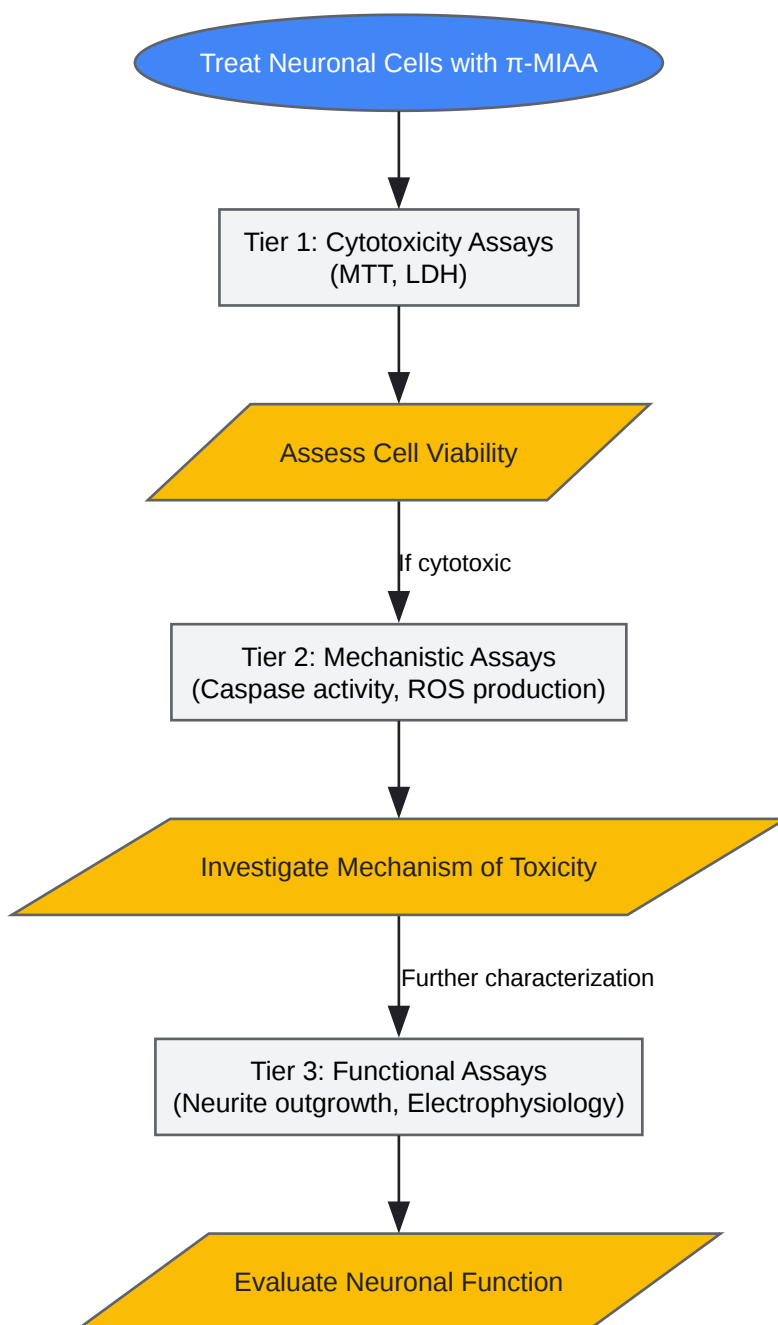 Treat Neuronal Cells with π-MIAA
Tier 1: Cytotoxicity Assays
(MTT, LDH)
Assess Cell Viability
If cytotoxic
Tier 2: Mechanistic Assays
(Caspase activity, ROS production)
Investigate Mechanism of Toxicity
Further characterization
Tier 3: Functional Assays
(Neurite outgrowth, Electrophysiology)
Evaluate Neuronal Function